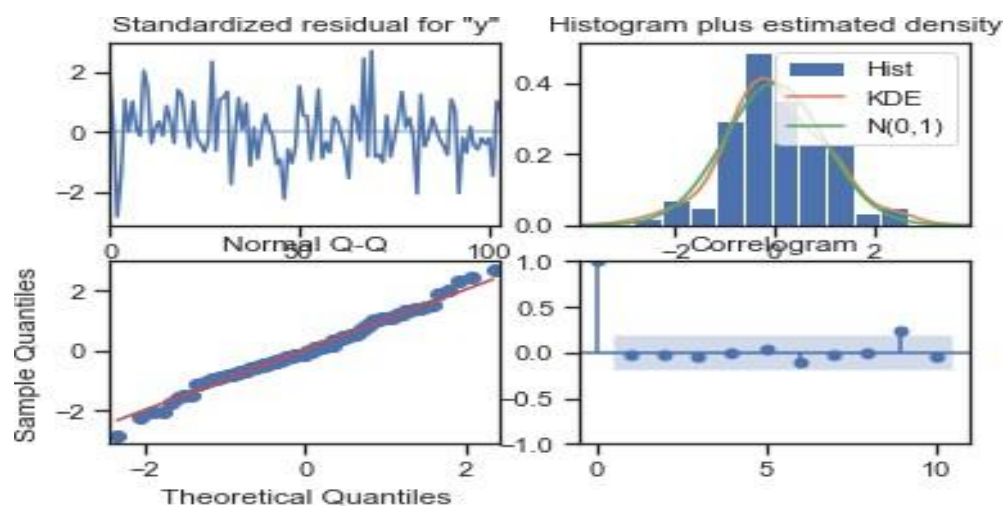 Standardized residual for "y"
Histogram plus estimated density
2
0
−2
0
50
100
0.4
0.2
0.0
−2
0
2
Hist
KDE
N(0,1)
Normal Q-Q
Correlogram
Sample Quantiles
2
0
−2
−2
0
2
Theoretical Quantiles
1.0
0.5
0.0
−0.5
−1.0
0
5
10